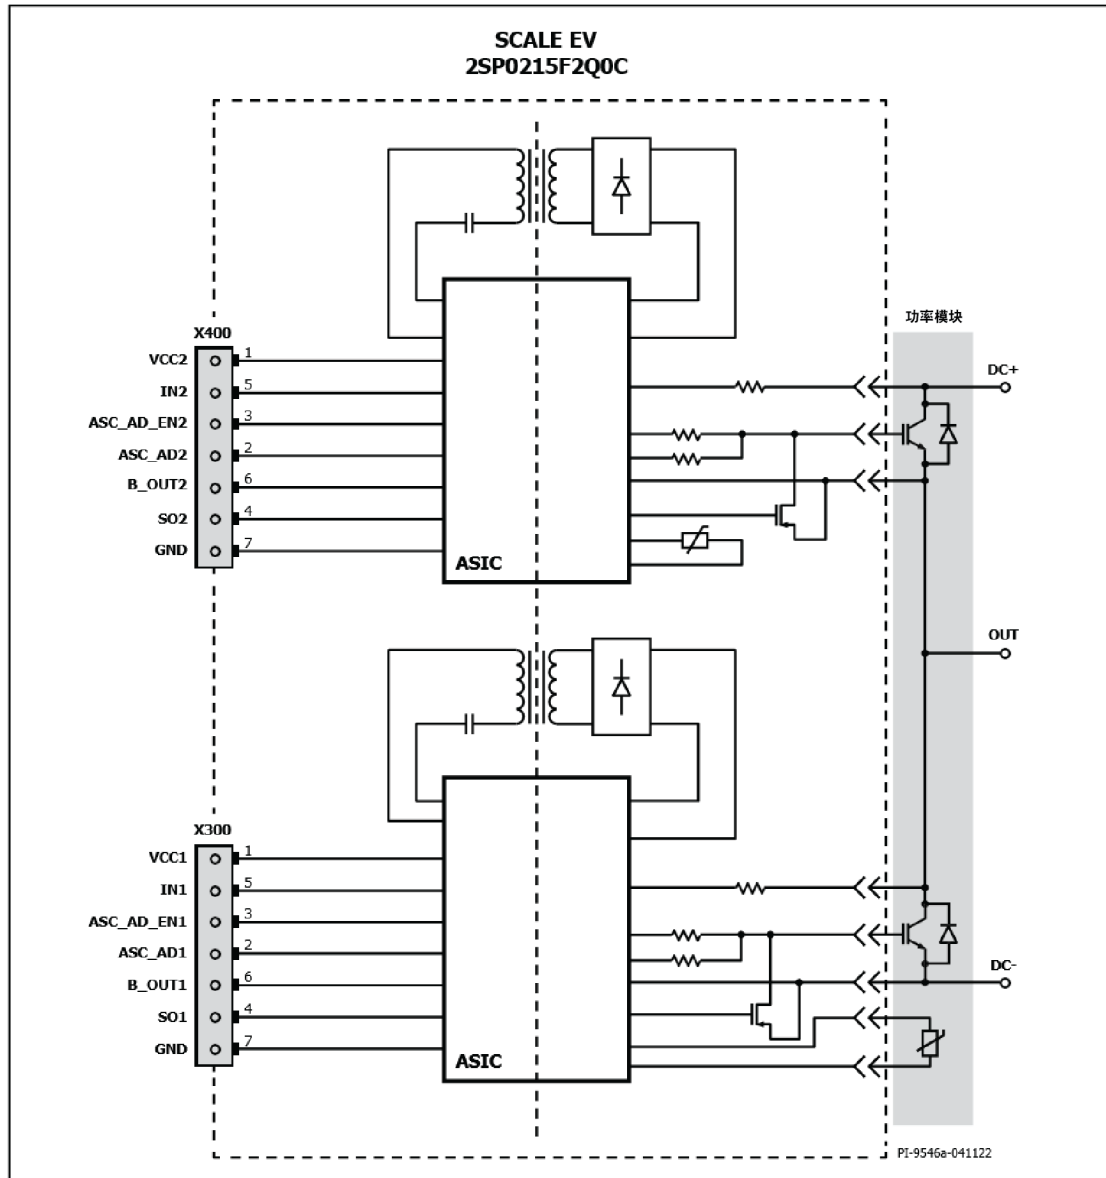 SCALE EV
2SP0215F2Q0C
功率模块
X400
VCC2 1
DC+
IN2 5
ASC_AD_EN2 3
ASC_AD2 2
B_OUT2 6
SO2 4
GND 7
ASIC
OUT
X300
VCC1 1
IN1 5
ASC_AD_EN1 3
ASC_AD1 2
DC-
B_OUT1 6
SO1 4
GND 7
ASIC
PI-9546a-041122